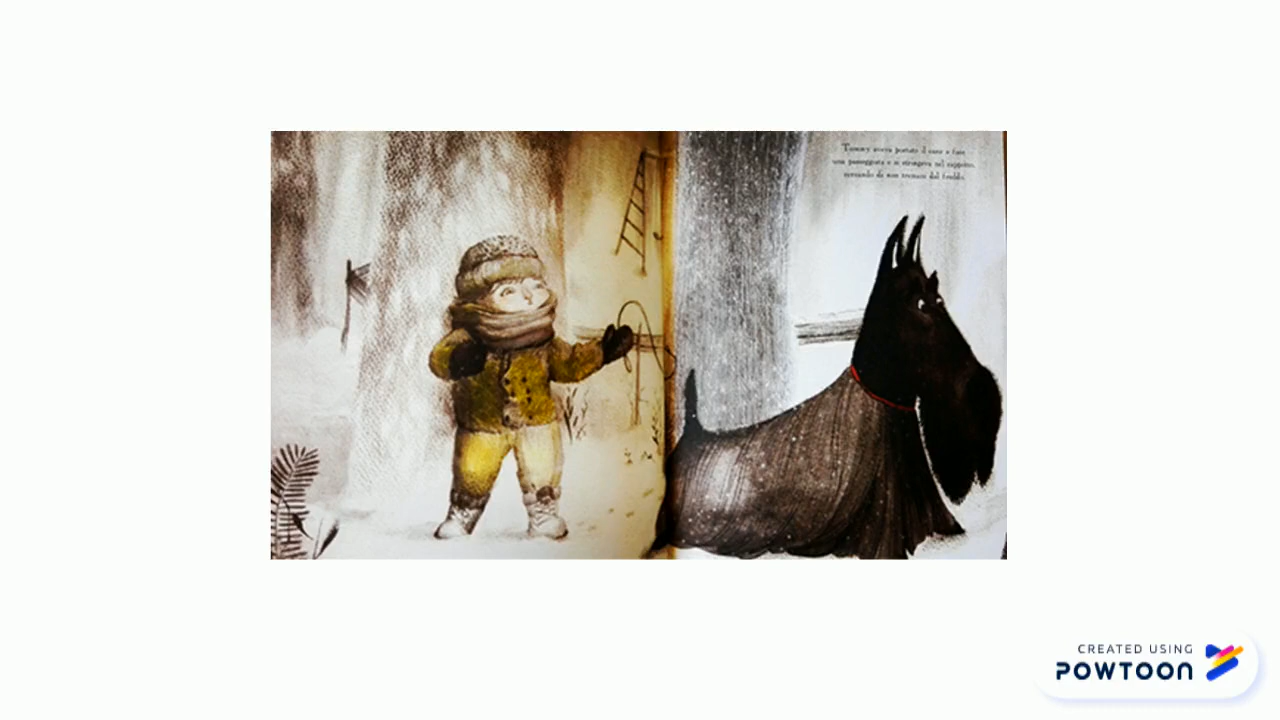 Tommy aveva portato il cane a fare
una passeggiata e si stringeva nel cappotto,
cercando di non tremare dal freddo.
CREATED USING
POWTOON